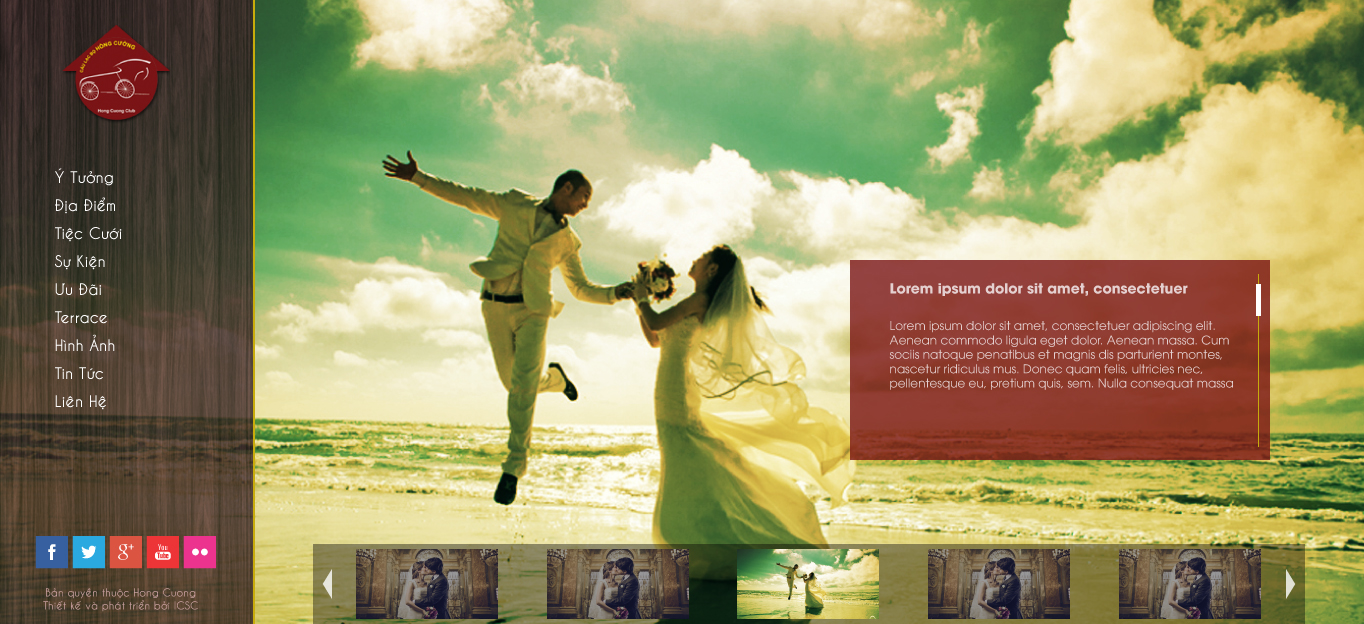 CÂU LẠC BỘ HỒNG CƯỜNG
Hong Cuong Club
Ý Tưởng
Địa Điểm
Tiệc Cưới
Sự Kiện
Ưu Đãi
Terrace
Hình Ảnh
Tin Tức
Liên Hệ
Lorem ipsum dolor sit amet, consectetuer
Lorem ipsum dolor sit amet, consectetuer adipiscing elit.
Aenean commodo ligula eget dolor. Aenean massa. Cum
sociis natoque penatibus et magnis dis parturient montes,
nascetur ridiculus mus. Donec quam felis, ultricies nec,
pellentesque eu, pretium quis, sem. Nulla consequat massa
f
g+
You
Tube
Bản quyền thuộc Hong Cuong
Thiết kế và phát triển bởi ICSC